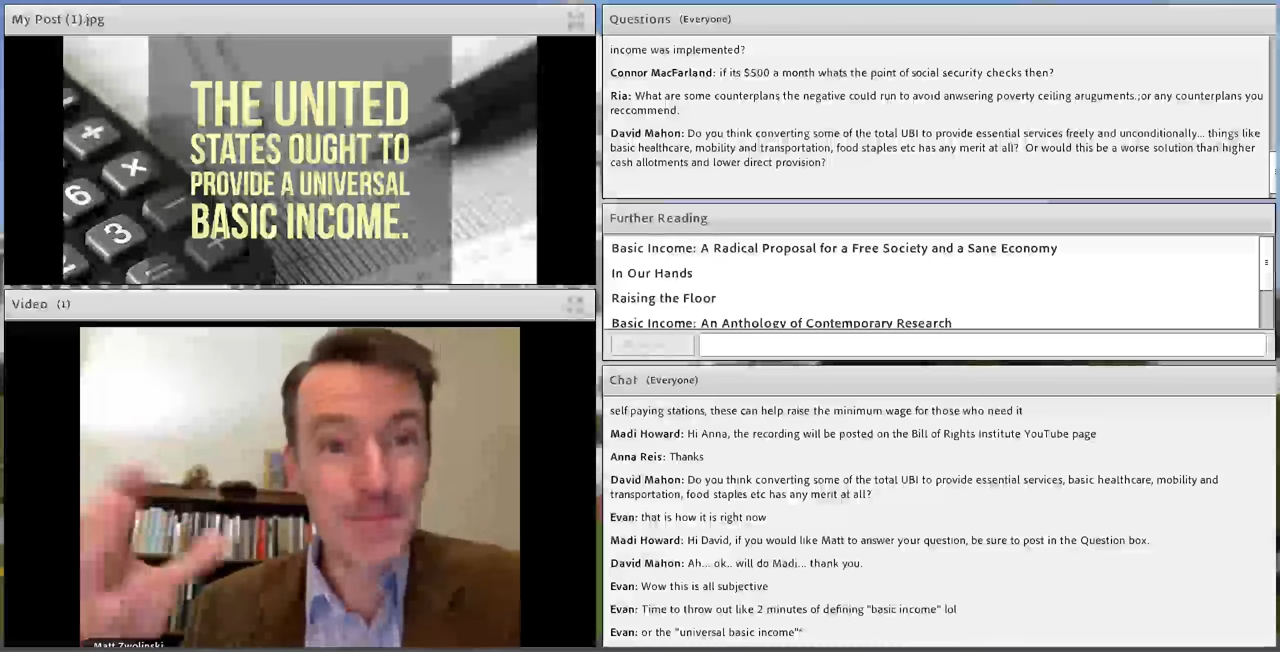 My Post (1).jpg
THE UNITED
STATES OUGHT TO
PROVIDE A UNIVERSAL
BASIC INCOME.
Video (1)
Matt Zwolinski
Questions (Everyone)
income was implemented?
Connor MacFarland: if its $500 a month whats the point of social security checks then?
Ria: What are some counterplans the negative could run to avoid anwsering poverty ceiling aruguments.;or any counterplans you
reccommend.
David Mahon: Do you think converting some of the total UBI to provide essential services freely and unconditionally... things like
basic healthcare, mobility and transportation, food staples etc has any merit at all? Or would this be a worse solution than higher
cash allotments and lower direct provision?
Further Reading
Basic Income: A Radical Proposal for a Free Society and a Sane Economy
In Our Hands
Raising the Floor
Basic Income: An Anthology of Contemporary Research
Chat (Everyone)
self paying stations, these can help raise the minimum wage for those who need it
Madi Howard: Hi Anna, the recording will be posted on the Bill of Rights Institute YouTube page
Anna Reis: Thanks
David Mahon: Do you think converting some of the total UBI to provide essential services, basic healthcare, mobility and
transportation, food staples etc has any merit at all?
Evan: that is how it is right now
Madi Howard: Hi David, if you would like Matt to answer your question, be sure to post in the Question box.
David Mahon: Ah... ok.. will do Madi... thank you.
Evan: Wow this is all subjective
Evan: Time to throw out like 2 minutes of defining "basic income" lol
Evan: or the "universal basic income"*